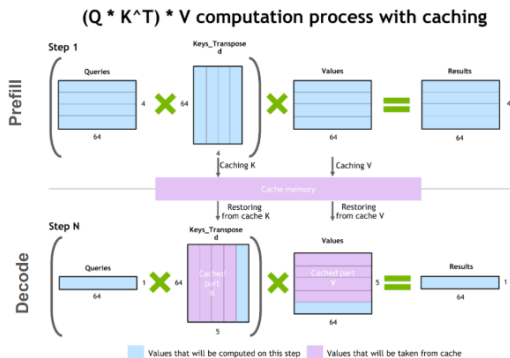 (Q * K^T) * V computation process with caching
Prefill
Step 1
Queries
4
64
Keys_Transpose
d
64
4
Values
64
Results
4
64
Caching K
Caching V
Cache memory
Restoring
from cache K
Restoring
from cache V
Decode
Step N
Queries
1
64
Keys_Transpose
d
64
Cached
part
K
5
Values
Cached part
V
5
64
Results
1
64
Values that will be computed on this step
Values that will be taken from cache